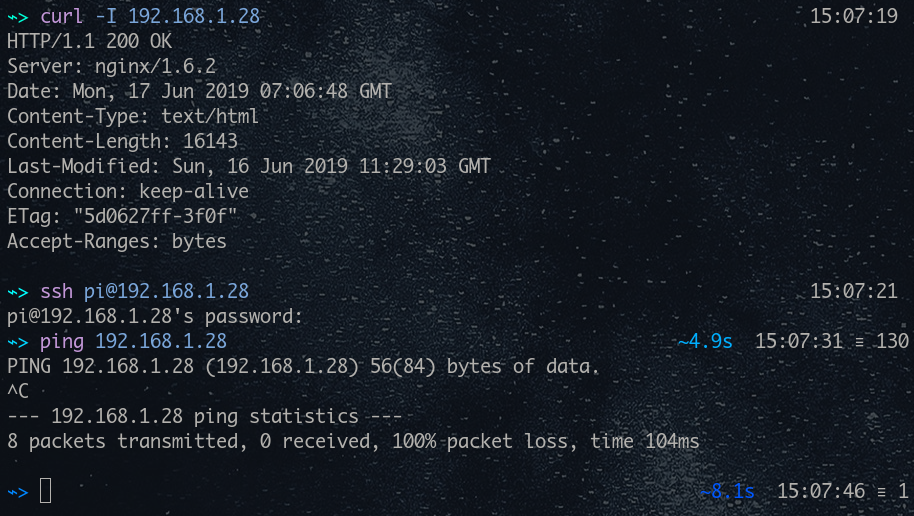 ~> curl -I 192.168.1.28 15:07:19
HTTP/1.1 200 OK
Server: nginx/1.6.2
Date: Mon, 17 Jun 2019 07:06:48 GMT
Content-Type: text/html
Content-Length: 16143
Last-Modified: Sun, 16 Jun 2019 11:29:03 GMT
Connection: keep-alive
ETag: "5d0627ff-3f0f"
Accept-Ranges: bytes
~> ssh pi@192.168.1.28 15:07:21
pi@192.168.1.28's password:
~> ping 192.168.1.28 ~4.9s 15:07:31 ≡ 130
PING 192.168.1.28 (192.168.1.28) 56(84) bytes of data.
^C
--- 192.168.1.28 ping statistics ---
8 packets transmitted, 0 received, 100% packet loss, time 104ms
~> ~8.1s 15:07:46 ≡ 1